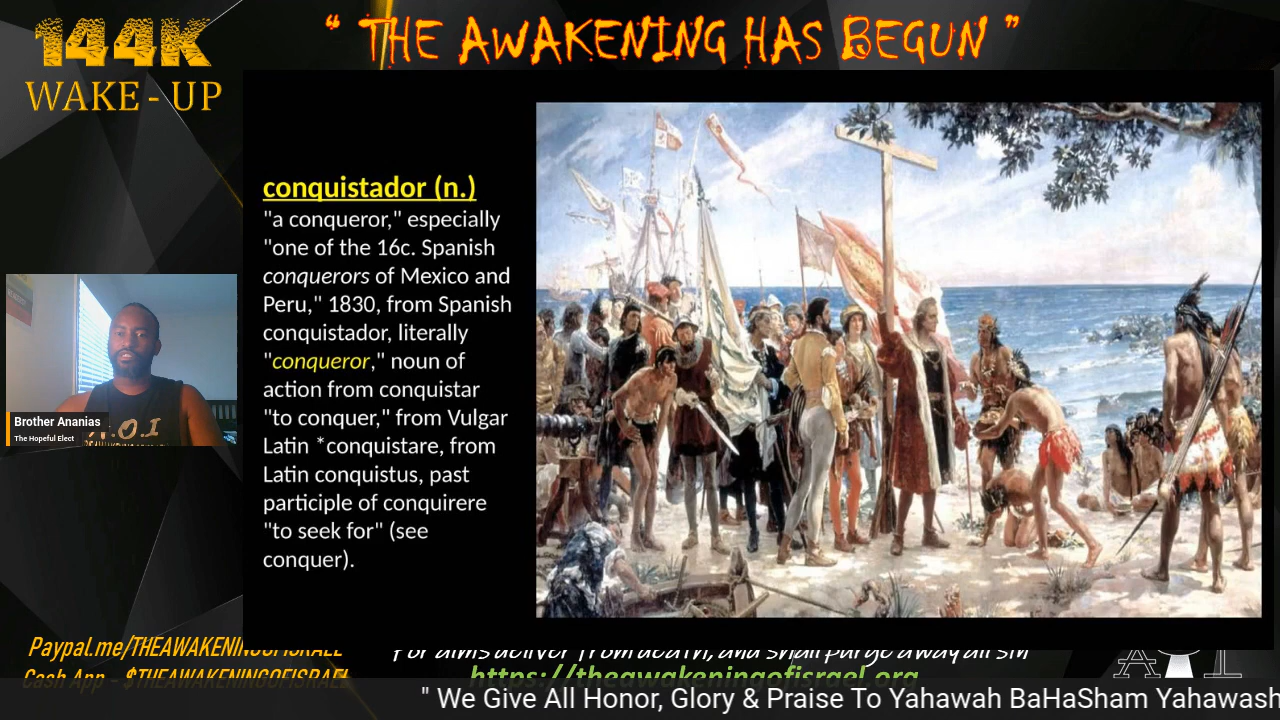 144K
WAKE-UP
“ THE AWAKENING HAS BEGUN ”
conquistador (n.)
"a conqueror," especially
"one of the 16c. Spanish
conquerors of Mexico and
Peru," 1830, from Spanish
conquistador, literally
"conqueror," noun of
action from conquistar
"to conquer," from Vulgar
Latin *conquistare, from
Latin conquistus, past
participle of conquirere
"to seek for" (see
conquer).
.O.I
Brother Ananias
The Hopeful Elect
Paypal.me/THEAWAKENINGOFISRAEL
Cash App - $THEAWAKENINGOFISRAEL
For alms deliver from death, and shall purge away all sin
https://theawakeningofisrael.org
" We Give All Honor, Glory & Praise To Yahawah BaHaSham Yahawash